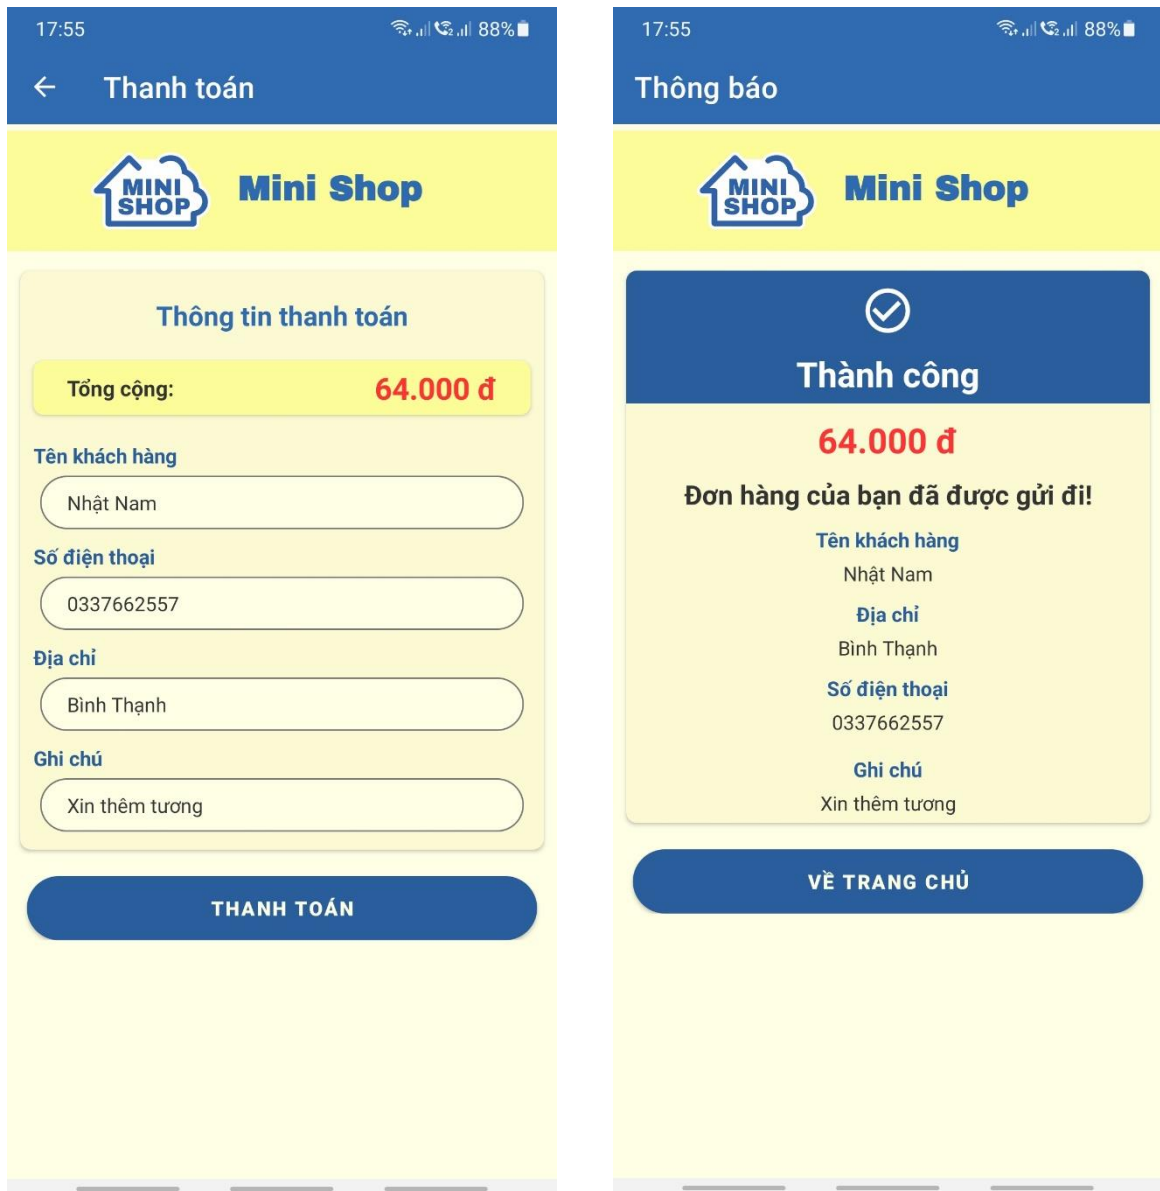 17:55
88%
Thanh toán
MINI
SHOP
Mini Shop
Thông tin thanh toán
Tổng cộng: 64.000 đ
Tên khách hàng
Nhật Nam
Số điện thoại
0337662557
Địa chỉ
Bình Thạnh
Ghi chú
Xin thêm tương
THANH TOÁN
17:55
88%
Thông báo
MINI
SHOP
Mini Shop
Thành công
64.000 đ
Đơn hàng của bạn đã được gửi đi!
Tên khách hàng
Nhật Nam
Địa chỉ
Bình Thạnh
Số điện thoại
0337662557
Ghi chú
Xin thêm tương
VỀ TRANG CHỦ